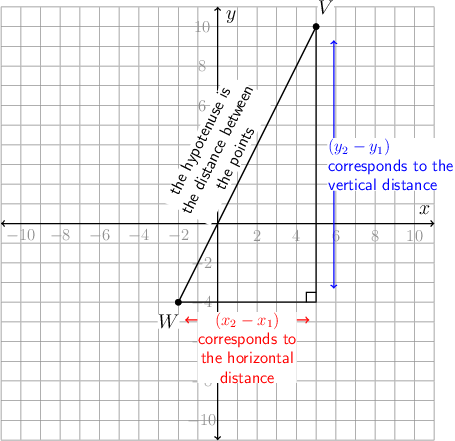 V
y
10
8
6
the hypotenuse is
the distance between
the points
(y₂ − y₁)
corresponds to the
vertical distance
x
−10 −8 −6 −4 −2 2 4 6 8 10
2
4
W
(x₂ − x₁)
corresponds to
the horizontal
distance
−10